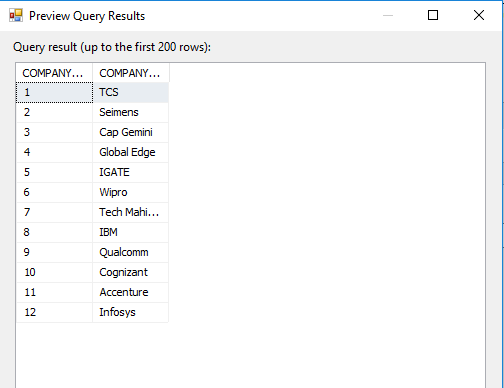 Preview Query Results
Query result (up to the first 200 rows):
COMPANY... COMPANY...
1 TCS
2 Seimens
3 Cap Gemini
4 Global Edge
5 IGATE
6 Wipro
7 Tech Mahi...
8 IBM
9 Qualcomm
10 Cognizant
11 Accenture
12 Infosys